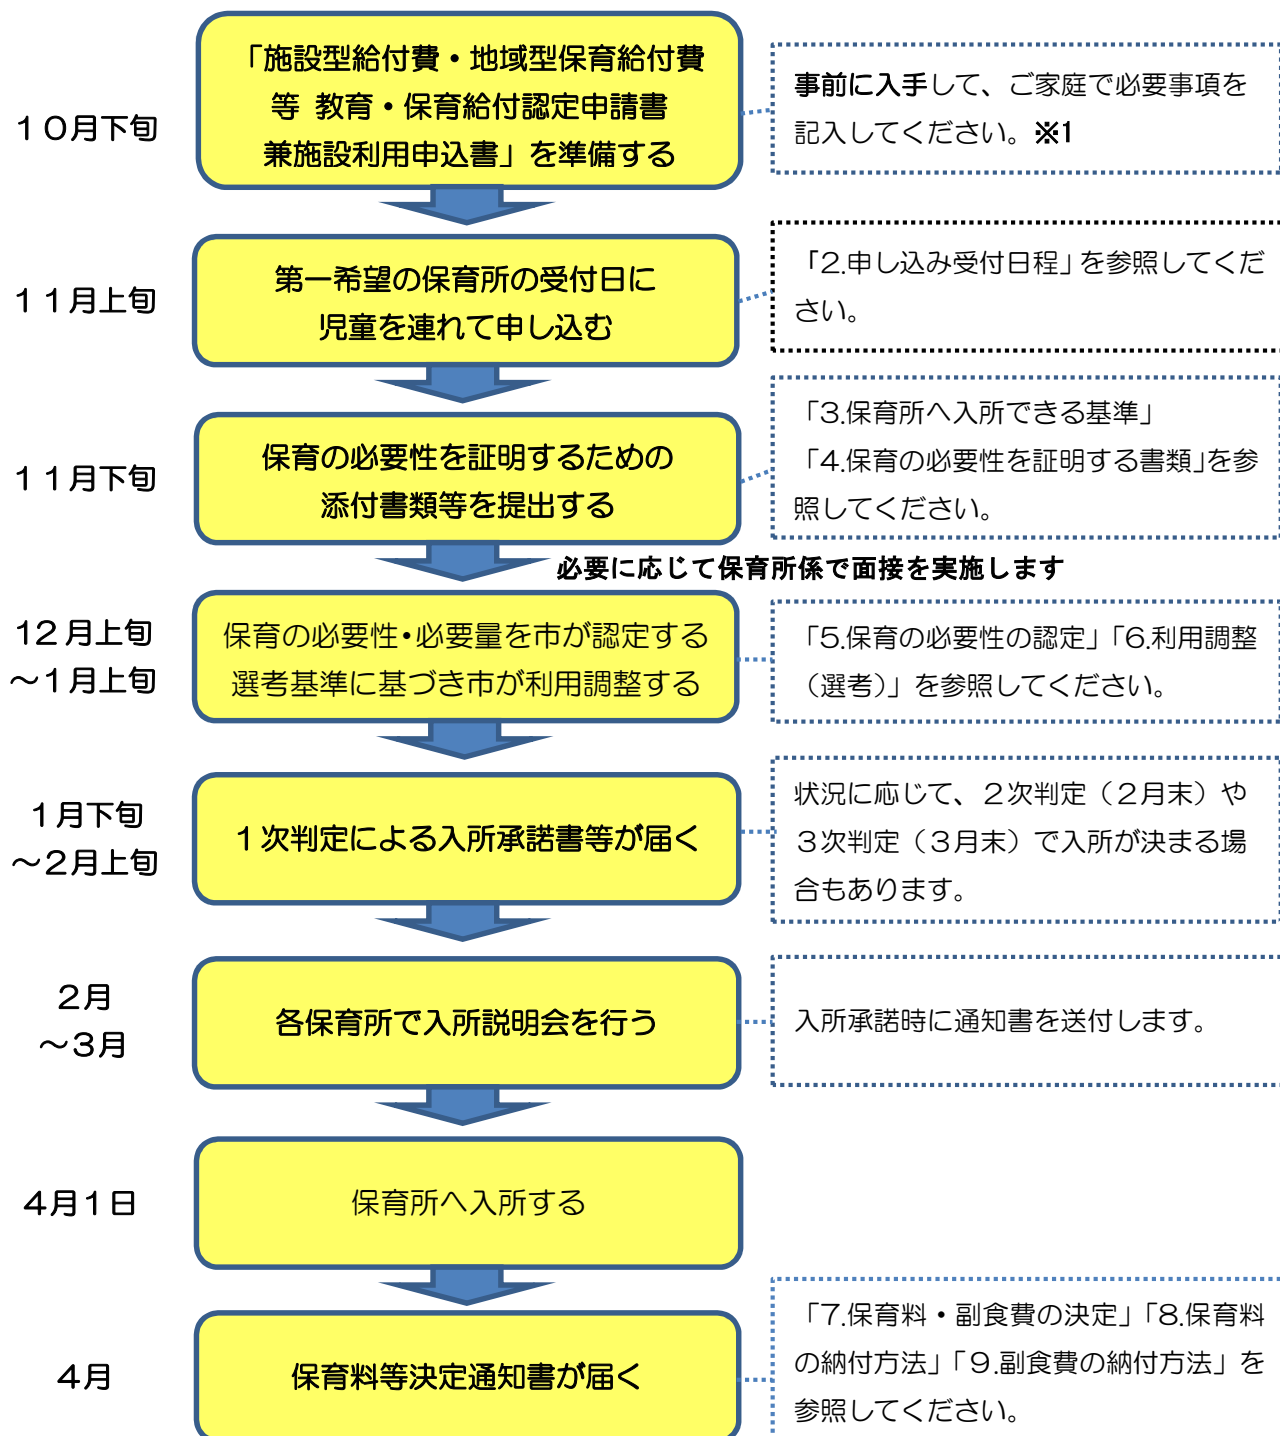 10月下旬
「施設型給付費・地域型保育給付費
等 教育・保育給付認定申請書
兼施設利用申込書」を準備する
事前に入手して、ご家庭で必要事項を
記入してください。※1
11月上旬
第一希望の保育所の受付日に
児童を連れて申し込む
「2.申し込み受付日程」を参照してくだ
さい。
11月下旬
保育の必要性を証明するための
添付書類等を提出する
「3.保育所へ入所できる基準」
「4.保育の必要性を証明する書類」を参
照してください。
必要に応じて保育所係で面接を実施します
12月上旬
～1月上旬
保育の必要性・必要量を市が認定する
選考基準に基づき市が利用調整する
「5.保育の必要性の認定」「6.利用調整
（選考）」を参照してください。
1月下旬
～2月上旬
1次判定による入所承諾書等が届く
状況に応じて、２次判定（２月末）や
３次判定（３月末）で入所が決まる場
合もあります。
2月
～3月
各保育所で入所説明会を行う
入所承諾時に通知書を送付します。
4月1日
保育所へ入所する
4月
保育料等決定通知書が届く
「7.保育料・副食費の決定」「8.保育料
の納付方法」「9.副食費の納付方法」を
参照してください。